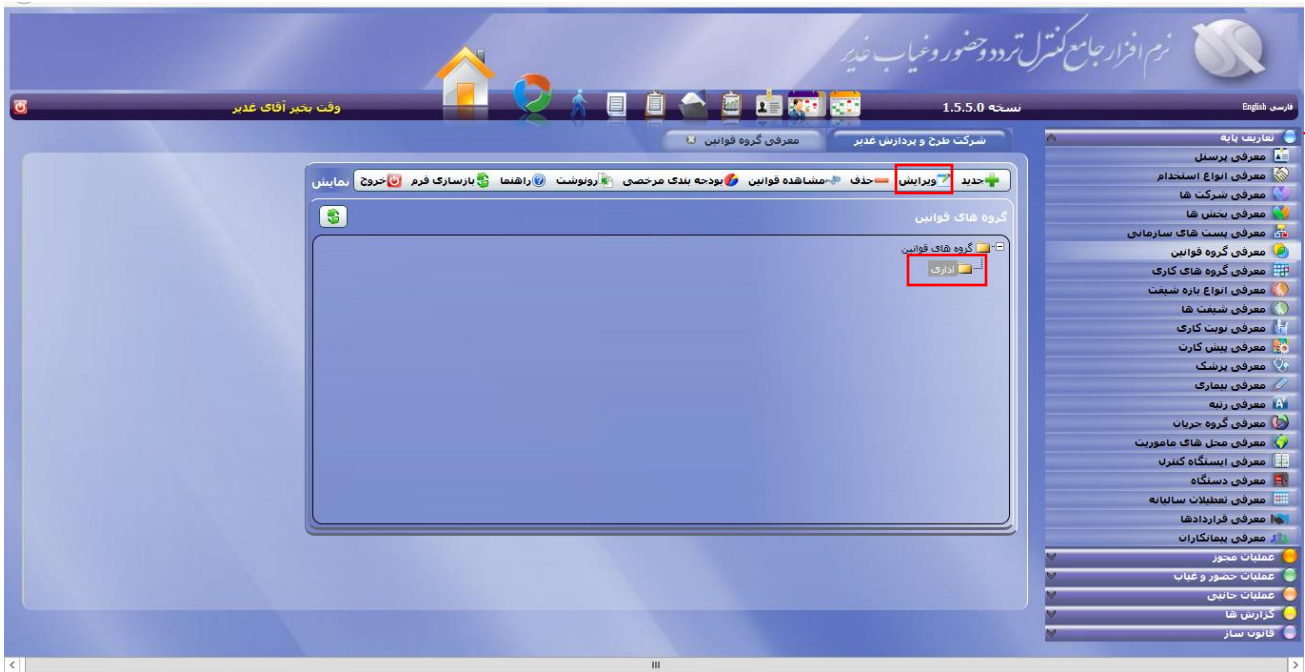 نرم افزار جامع کنترل تردد و حضور و غیاب غدیر
فارسی English
نسخه 1.5.5.0
وقت بخیر آقای غدیر
تعاریف پایه
معرفی پرسنل
معرفی انواع استخدام
معرفی شرکت ها
معرفی بخش ها
معرفی پست های سازمانی
معرفی گروه قوانین
معرفی گروه های کاری
معرفی انواع بازه شیفت
معرفی شیفت ها
معرفی نوبت کاری
معرفی پیش کارت
معرفی پزشک
معرفی بیماری
معرفی رتبه
معرفی گروه جریان
معرفی محل های ماموریت
معرفی ایستگاه کنترل
معرفی دستگاه
معرفی تعطیلات سالیانه
معرفی قراردادها
معرفی پیمانکاران
عملیات مجوز
عملیات حضور و غیاب
عملیات جانبی
گزارش ها
قانون ساز
شرکت طرح و پردازش غدیر
معرفی گروه قوانین
جدید ویرایش حذف مشاهده قوانین بودجه بندی مرخصی رونوشت راهنما بازسازی فرم خروج نمایش
گروه های قوانین
گروه های قوانین
اداری